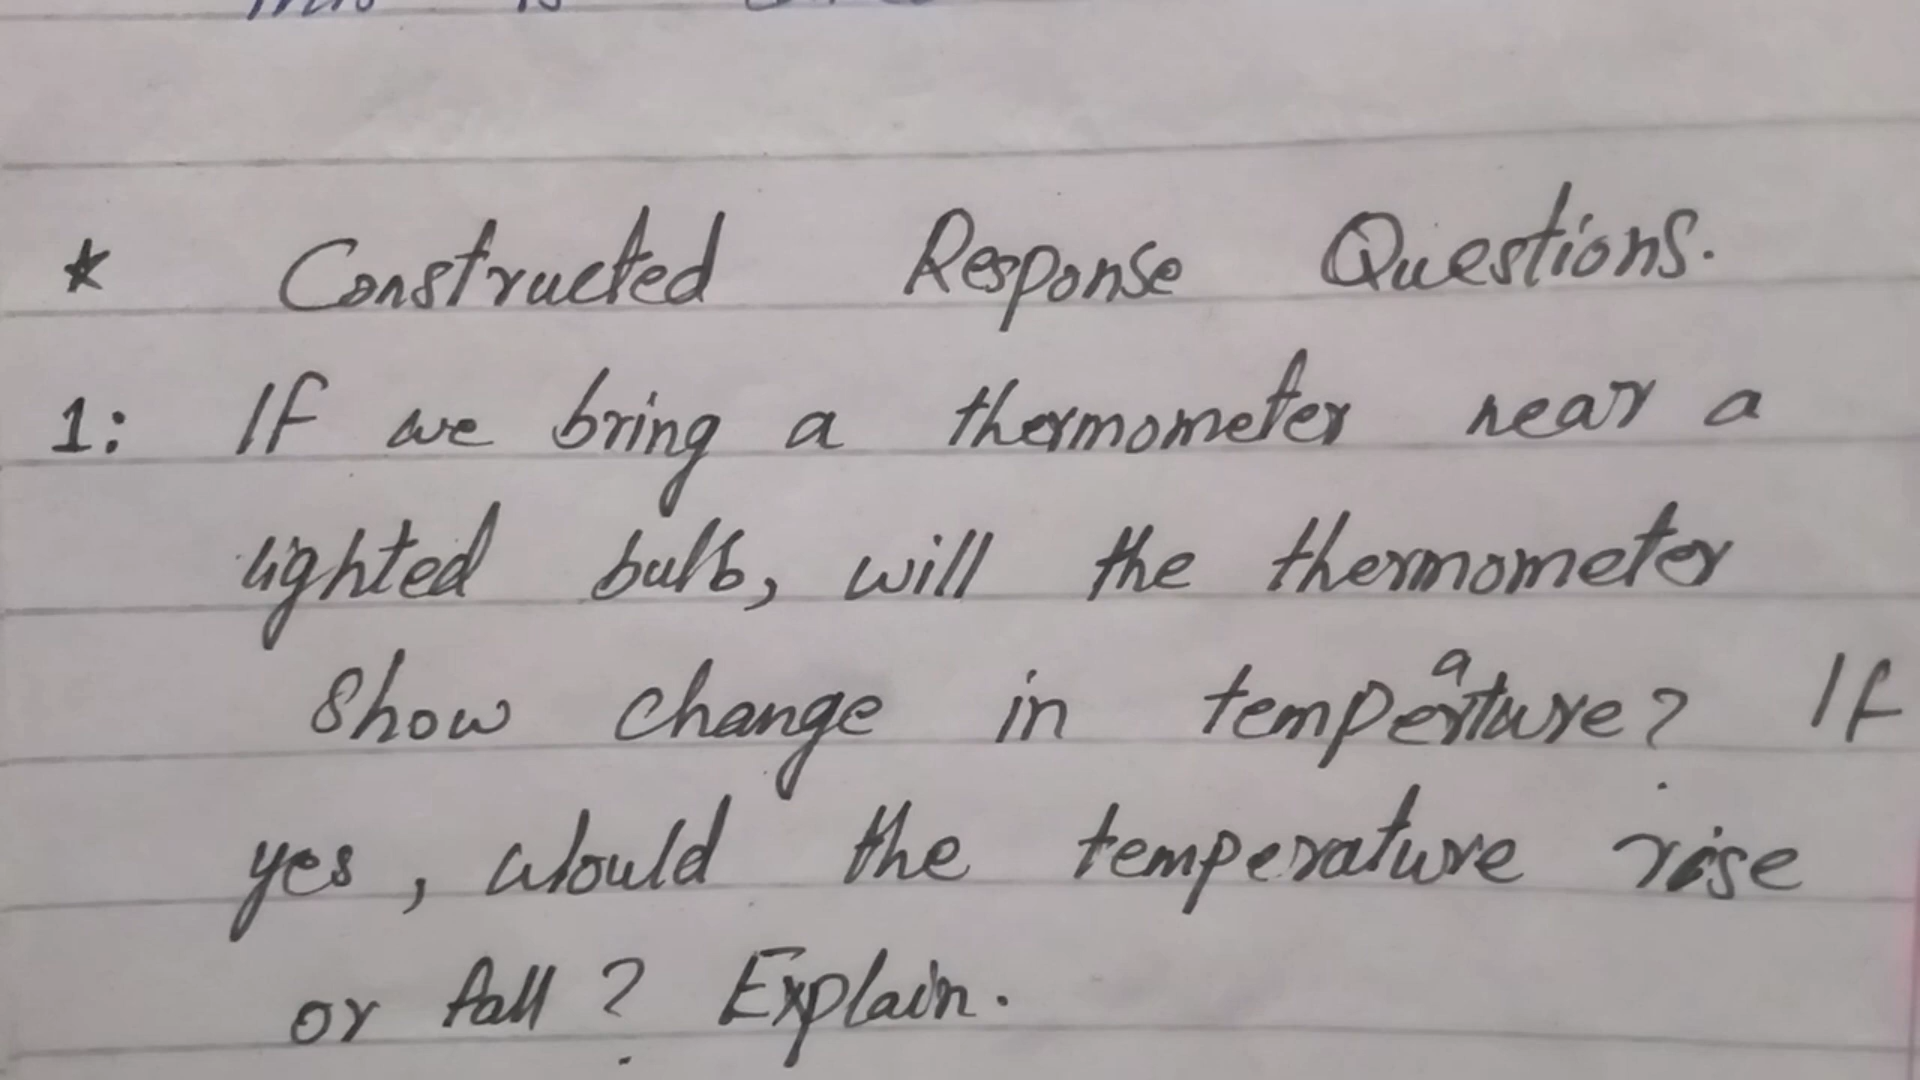 * Constructed Response Questions.
1: If we bring a thermometer near a
lighted bulb, will the thermometer
show change in temperature? If
yes, would the temperature rise
or fall? Explain.